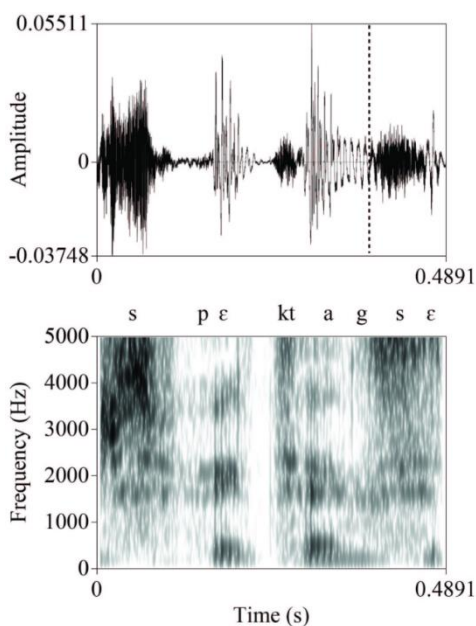 0.05511
Amplitude
0
-0.03748
0 0.4891
s p ɛ kt a g s ɛ
5000
4000
3000
2000
1000
0
Frequency (Hz)
0 0.4891
Time (s)